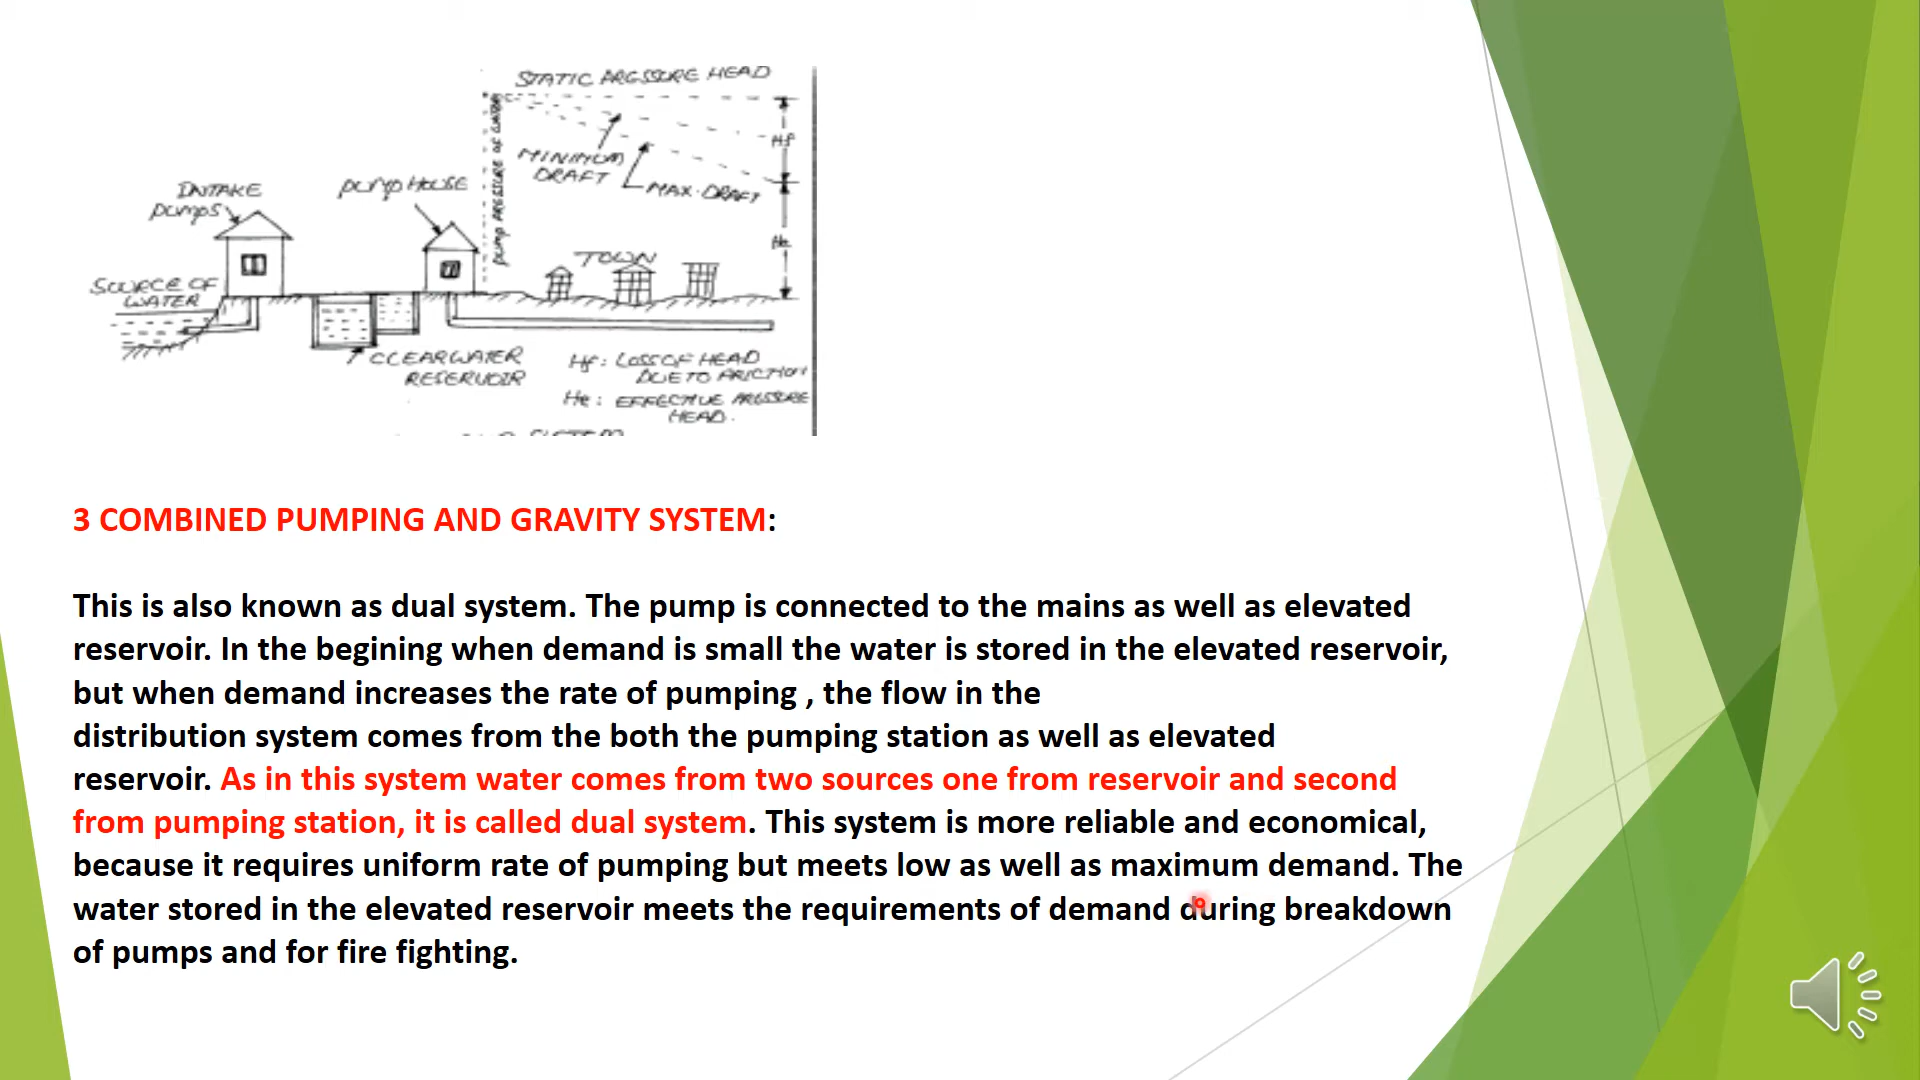 STATIC PRESSURE HEAD
PUMP PRESSURE OF WATER
Hf
MINIMUM
DRAFT
MAX. DRAFT
INTAKE
PUMPS
PUMP HOUSE
He
TOWN
SOURCE OF
WATER
CLEAR WATER
RESERVOIR
Hf : LOSS OF HEAD
DUE TO FRICTION
He : EFFECTIVE PRESSURE
HEAD.
SYSTEM
3 COMBINED PUMPING AND GRAVITY SYSTEM:
This is also known as dual system. The pump is connected to the mains as well as elevated
reservoir. In the begining when demand is small the water is stored in the elevated reservoir,
but when demand increases the rate of pumping , the flow in the
distribution system comes from the both the pumping station as well as elevated
reservoir. As in this system water comes from two sources one from reservoir and second
from pumping station, it is called dual system. This system is more reliable and economical,
because it requires uniform rate of pumping but meets low as well as maximum demand. The
water stored in the elevated reservoir meets the requirements of demand during breakdown
of pumps and for fire fighting.